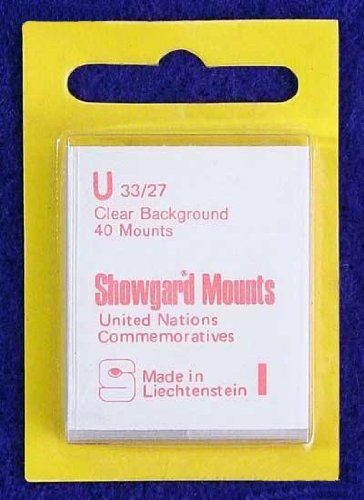 U 33/27
Clear Background
40 Mounts
Showgard® Mounts
United Nations
Commemoratives
Made in
Liechtenstein I